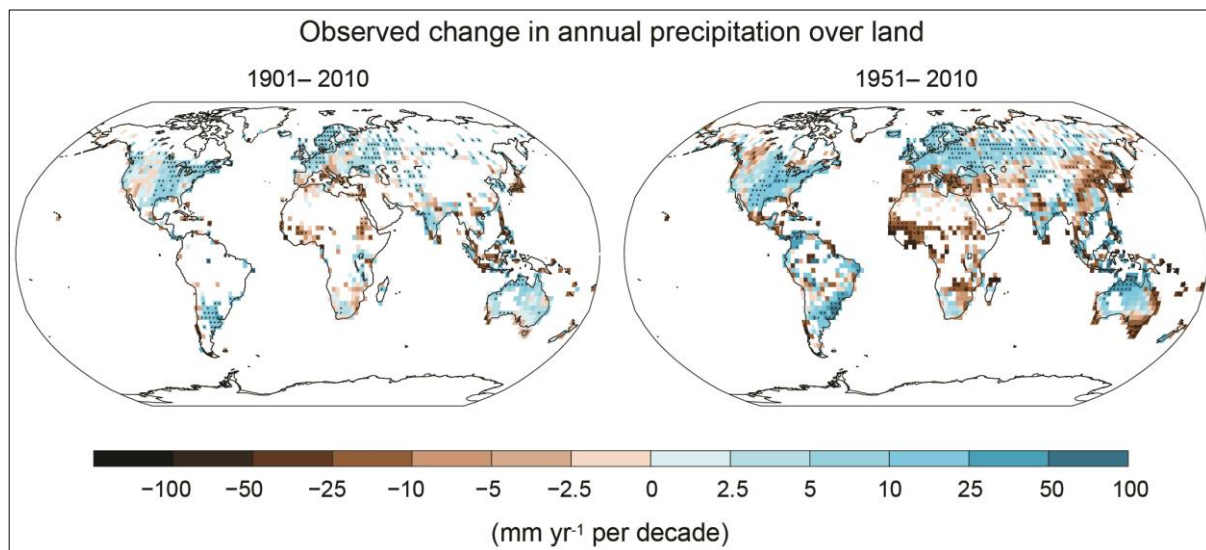 Observed change in annual precipitation over land
1901– 2010
1951– 2010
−100 −50 −25 −10 −5 −2.5 0 2.5 5 10 25 50 100
(mm yr⁻¹ per decade)